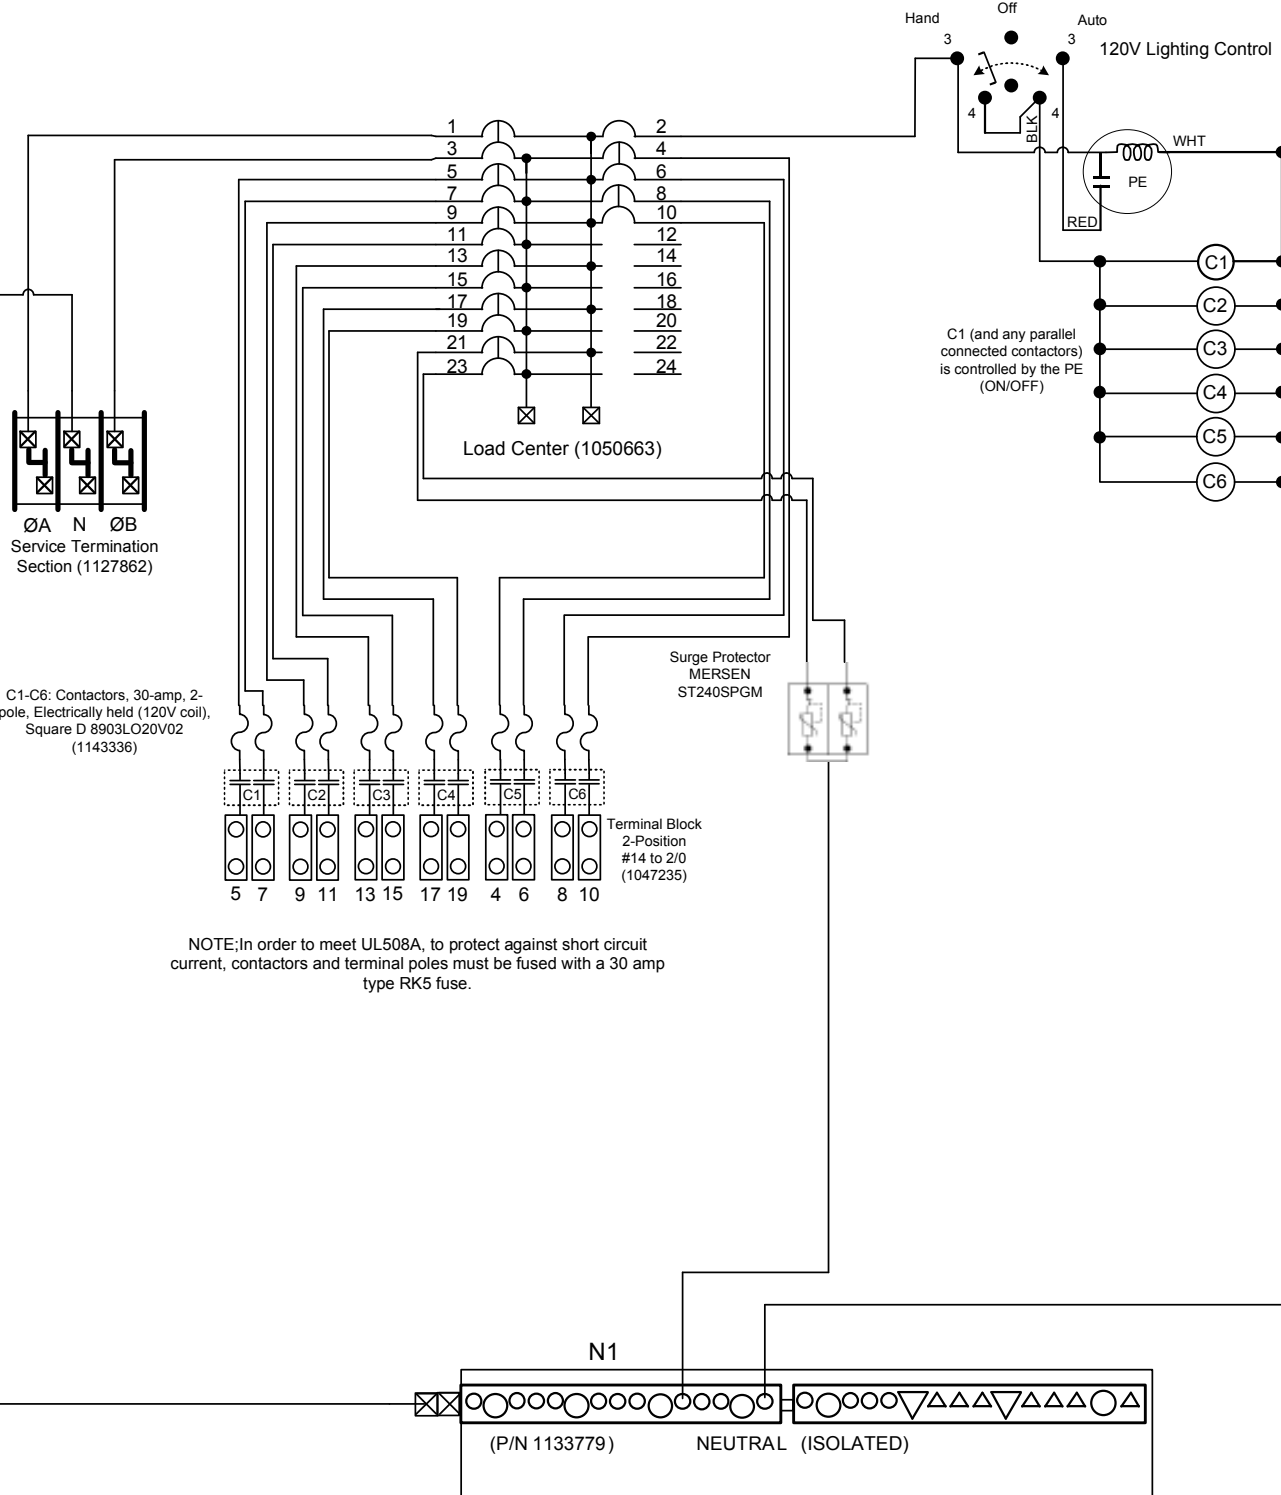 Hand
Off
Auto
3
3
120V Lighting Control
4
BLK
4
WHT
PE
RED
1
2
3
4
5
6
7
8
9
10
11
12
13
14
15
16
17
18
19
20
21
22
23
24
Load Center (1050663)
C1
C2
C3
C4
C5
C6
C1 (and any parallel
connected contactors)
is controlled by the PE
(ON/OFF)
ØA N ØB
Service Termination
Section (1127862)
Surge Protector
MERSEN
ST240SPGM
C1-C6: Contactors, 30-amp, 2-
pole, Electrically held (120V coil),
Square D 8903LO20V02
(1143336)
C1
C2
C3
C4
C5
C6
Terminal Block
2-Position
#14 to 2/0
(1047235)
5 7 9 11 13 15 17 19 4 6 8 10
NOTE;In order to meet UL508A, to protect against short circuit
current, contactors and terminal poles must be fused with a 30 amp
type RK5 fuse.
N1
(P/N 1133779)
NEUTRAL (ISOLATED)